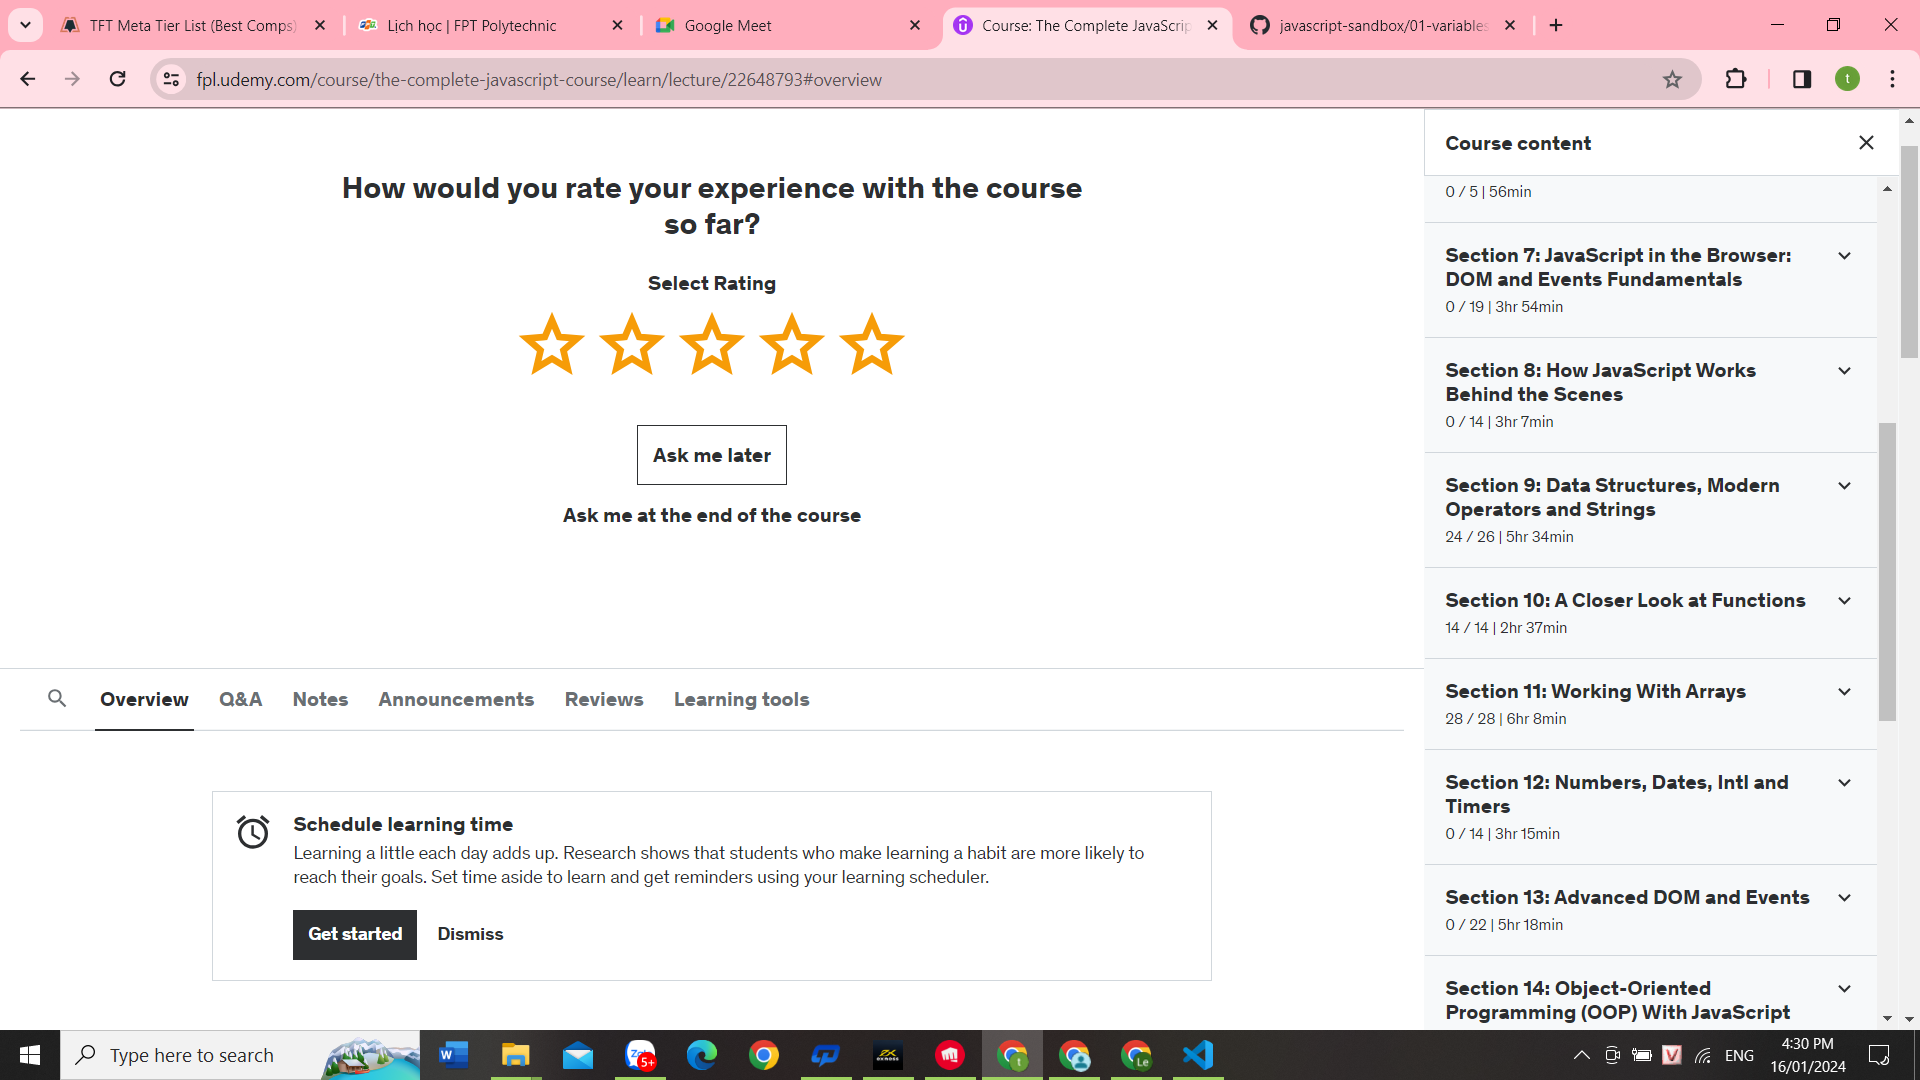 TFT Meta Tier List (Best Comps)
Lịch học | FPT Polytechnic
Google Meet
Course: The Complete JavaScrip
javascript-sandbox/01-variables
fpl.udemy.com/course/the-complete-javascript-course/learn/lecture/22648793#overview
t
How would you rate your experience with the course
so far?
Select Rating
Ask me later
Ask me at the end of the course
Overview
Q&A
Notes
Announcements
Reviews
Learning tools
Schedule learning time
Learning a little each day adds up. Research shows that students who make learning a habit are more likely to
reach their goals. Set time aside to learn and get reminders using your learning scheduler.
Get started
Dismiss
Course content
0 / 5 | 56min
Section 7: JavaScript in the Browser:
DOM and Events Fundamentals
0 / 19 | 3hr 54min
Section 8: How JavaScript Works
Behind the Scenes
0 / 14 | 3hr 7min
Section 9: Data Structures, Modern
Operators and Strings
24 / 26 | 5hr 34min
Section 10: A Closer Look at Functions
14 / 14 | 2hr 37min
Section 11: Working With Arrays
28 / 28 | 6hr 8min
Section 12: Numbers, Dates, Intl and
Timers
0 / 14 | 3hr 15min
Section 13: Advanced DOM and Events
0 / 22 | 5hr 18min
Section 14: Object-Oriented
Programming (OOP) With JavaScript
Type here to search
5+
t
Le
V
ENG
4:30 PM
16/01/2024